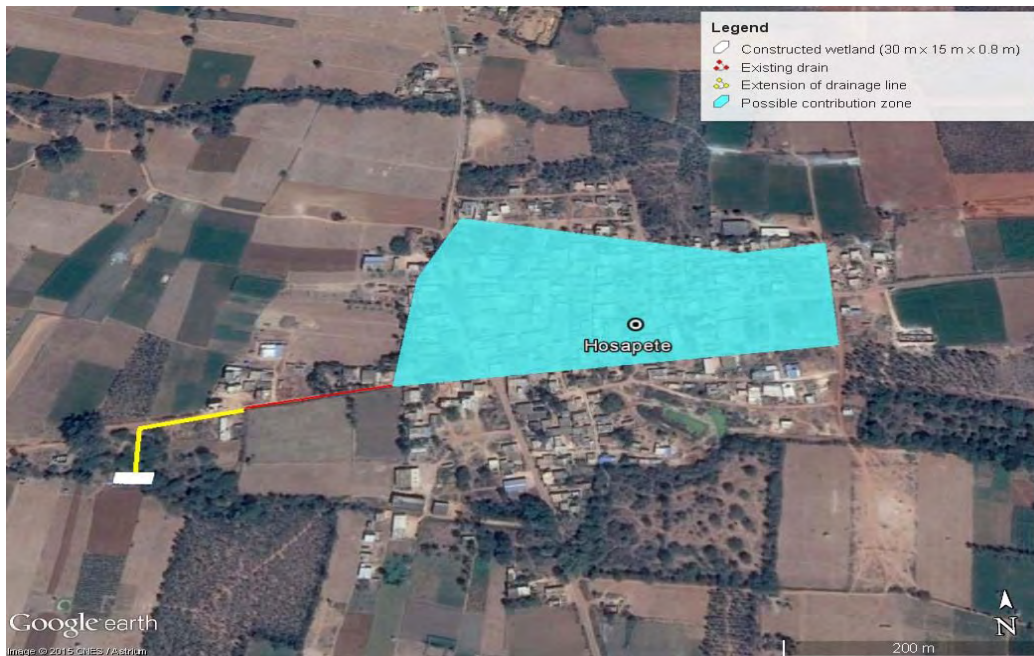 Legend
Constructed wetland (30 m x 15 m x 0.8 m)
Existing drain
Extension of drainage line
Possible contribution zone
Hosapete
Google earth
Image © 2015 CNES / Astrium
N
200 m